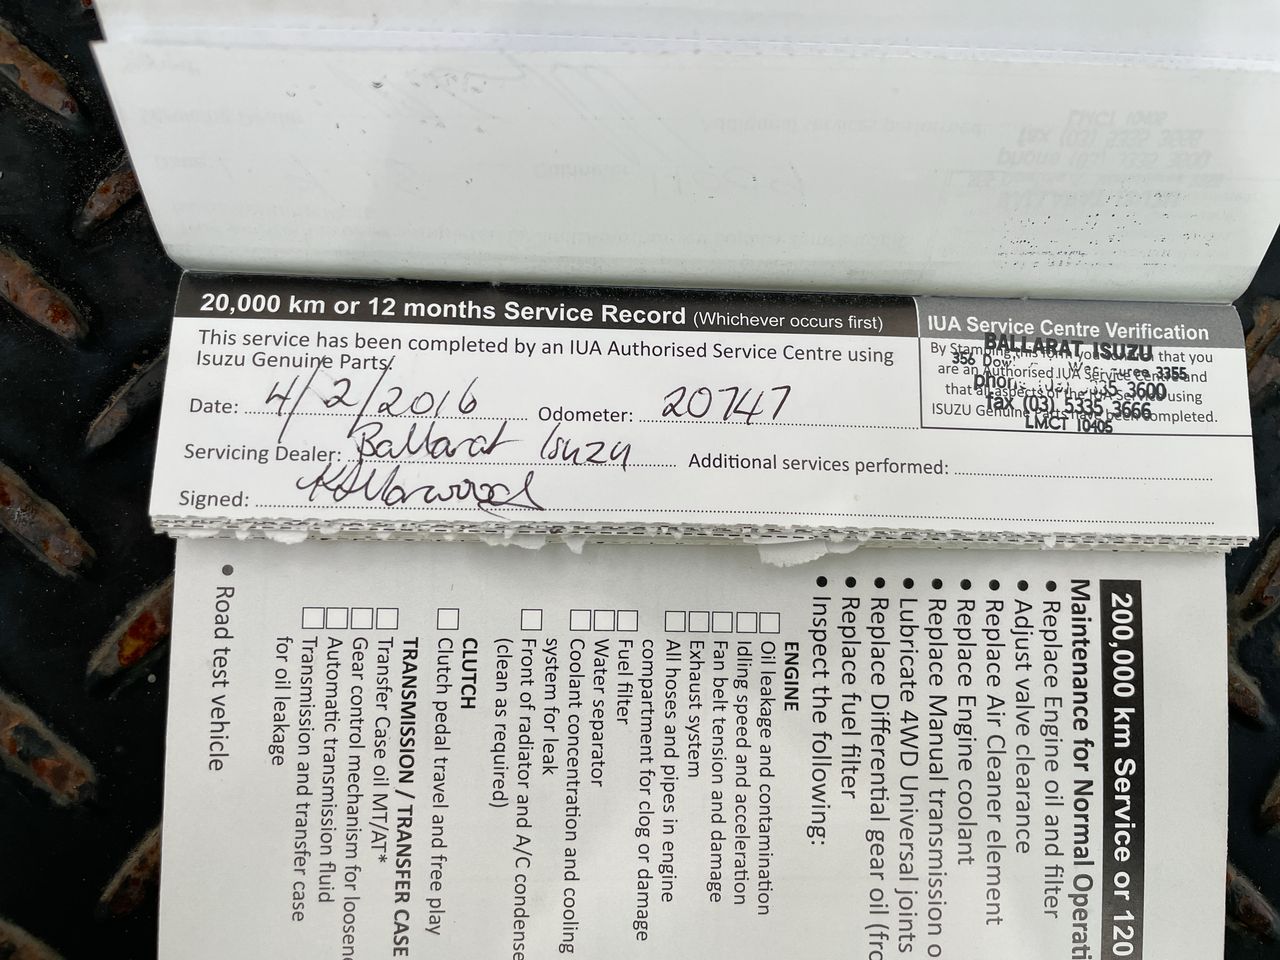 20,000 km or 12 months Service Record (Whichever occurs first)
This service has been completed by an IUA Authorised Service Centre using
Isuzu Genuine Parts.
Date: 4/2/2016 Odometer: 20747
Servicing Dealer: Ballarat Isuzu Additional services performed:
Signed:
IUA Service Centre Verification
By Stamping this form you that you
are an Authorised IUA Service Centre and
that all aspects of the IUA Service using
ISUZU Genuine Parts have been completed.
BALLARAT ISUZU
356 3355
3600
fax (03) 5335 3666
LMCT 10405
200,000 km Service or 120
Maintenance for Normal Operati
• Replace Engine oil and filter
• Adjust valve clearance
• Replace Air Cleaner element
• Replace Engine coolant
• Replace Manual transmission o
• Lubricate 4WD Universal joints
• Replace Differential gear oil (fro
• Replace fuel filter
• Inspect the following:
ENGINE
Oil leakage and contamination
Idling speed and acceleration
Fan belt tension and damage
Exhaust system
All hoses and pipes in engine
compartment for clog or damage
Fuel filter
Water separator
Coolant concentration and cooling
system for leak
Front of radiator and A/C condense
(clean as required)
CLUTCH
Clutch pedal travel and free play
TRANSMISSION / TRANSFER CASE
Transfer Case oil MT/AT*
Gear control mechanism for loosen
Automatic transmission fluid
Transmission and transfer case
for oil leakage
• Road test vehicle